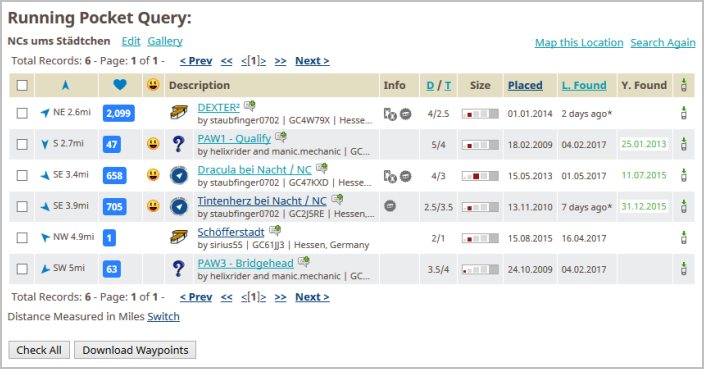 Running Pocket Query:
NCs ums Städtchen Edit Gallery Map this Location Search Again
Total Records: 6 - Page: 1 of 1 - < Prev << <[1]> >> Next >
Description Info D / T Size Placed L. Found Y. Found
NE 2.6mi 2,099 DEXTER² 4/2.5 01.01.2014 2 days ago*
by staubfinger0702 | GC4W79X | Hesse...
S 2.7mi 47 PAW1 - Qualify 5/4 18.02.2009 04.02.2017 25.01.2013
by helixrider and manic.mechanic | GC...
SE 3.4mi 658 Dracula bei Nacht / NC 4/3 15.05.2013 01.05.2017 11.07.2015
by staubfinger0702 | GC47KXD | Hesse...
SE 3.9mi 705 Tintenherz bei Nacht / NC 2.5/3.5 13.11.2010 7 days ago* 31.12.2015
by staubfinger0702 | GC2J5RE | Hessen,...
NW 4.9mi 1 Schöfferstadt 2/1 15.08.2015 16.04.2017
by sirius55 | GC61JJ3 | Hessen, Germany
SW 5mi 63 PAW3 - Bridgehead 3.5/4 24.10.2009 04.02.2017
by helixrider and manic.mechanic | GC...
Total Records: 6 - Page: 1 of 1 - < Prev << <[1]> >> Next >
Distance Measured in Miles Switch
Check All Download Waypoints